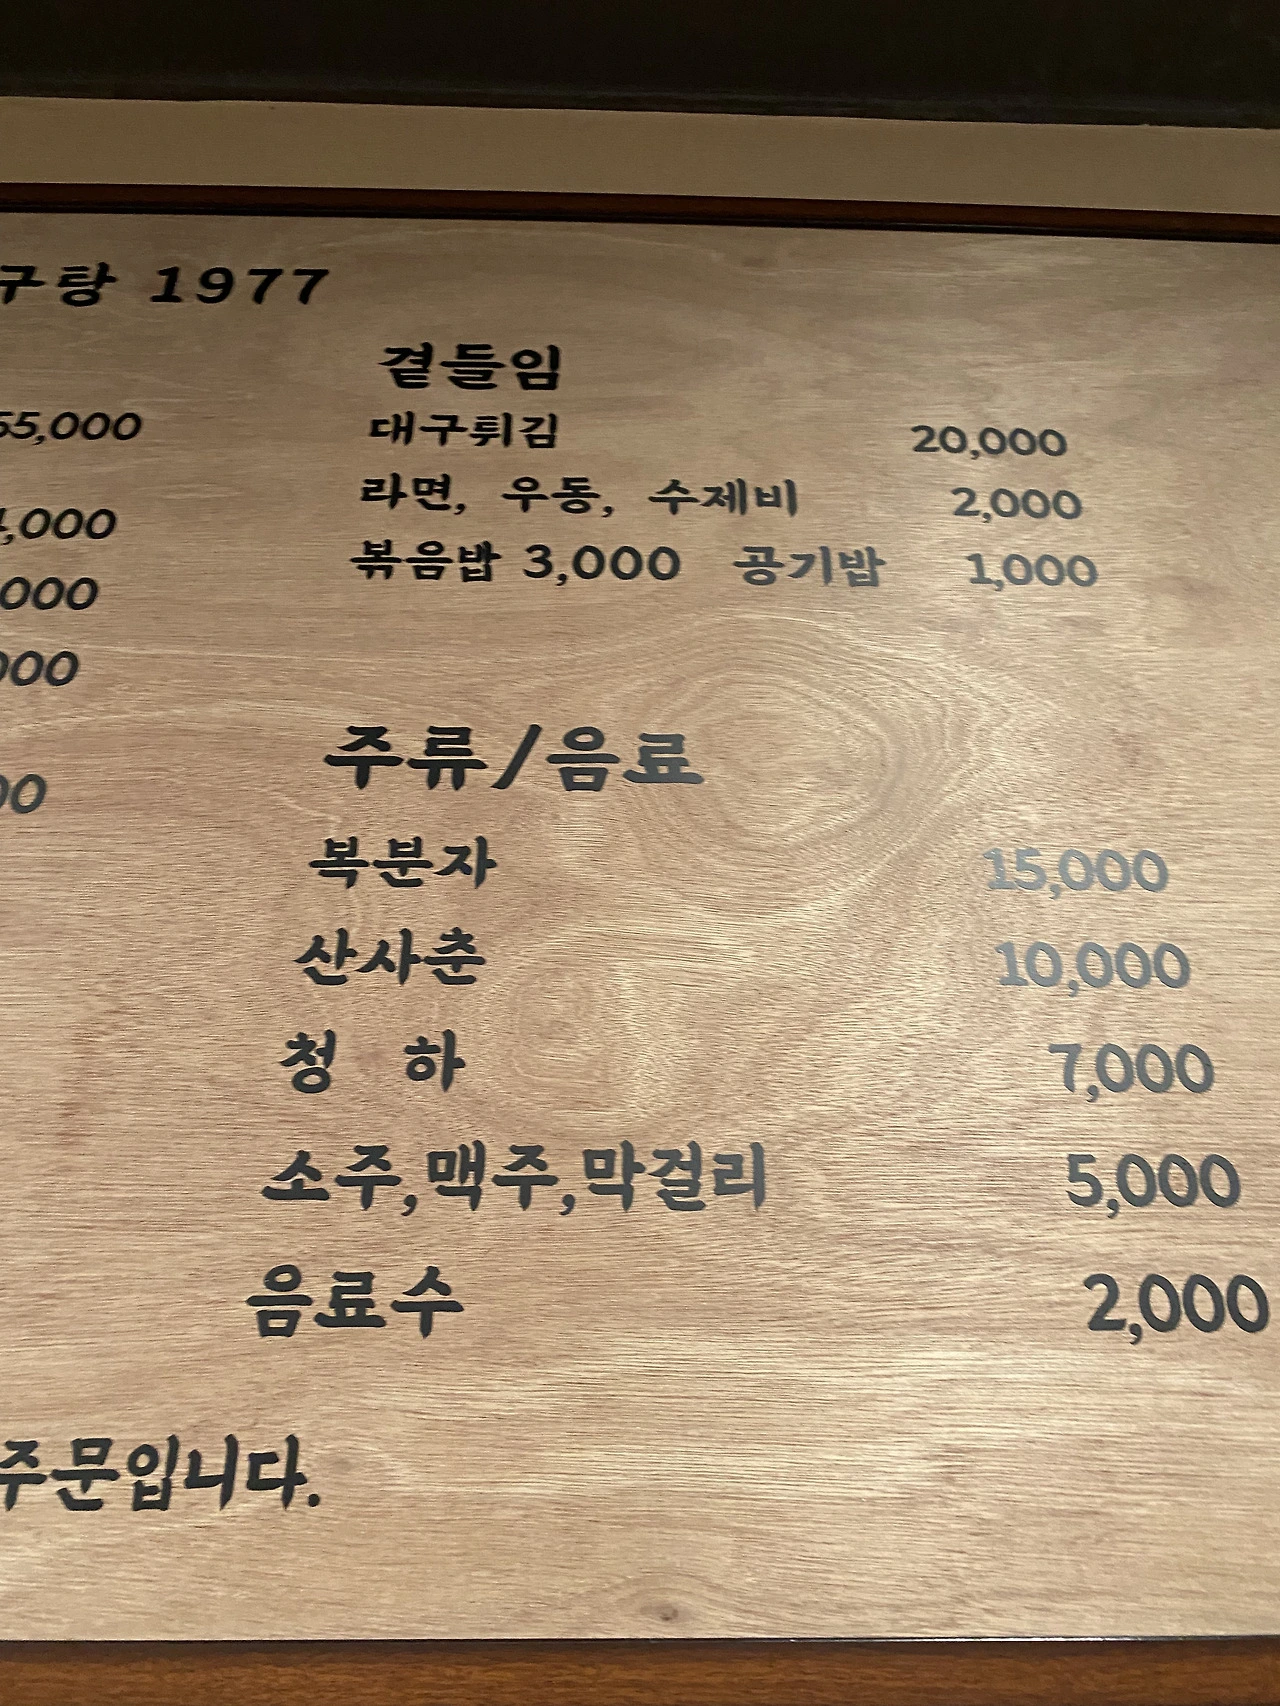 구탕 1977
곁들임
55,000
대구튀김 20,000
라면, 우동, 수제비 2,000
,000
볶음밥 3,000 공기밥 1,000
000
000
주류/음료
00
복분자 15,000
산사춘 10,000
청 하 7,000
소주,맥주,막걸리 5,000
음료수 2,000
주문입니다.